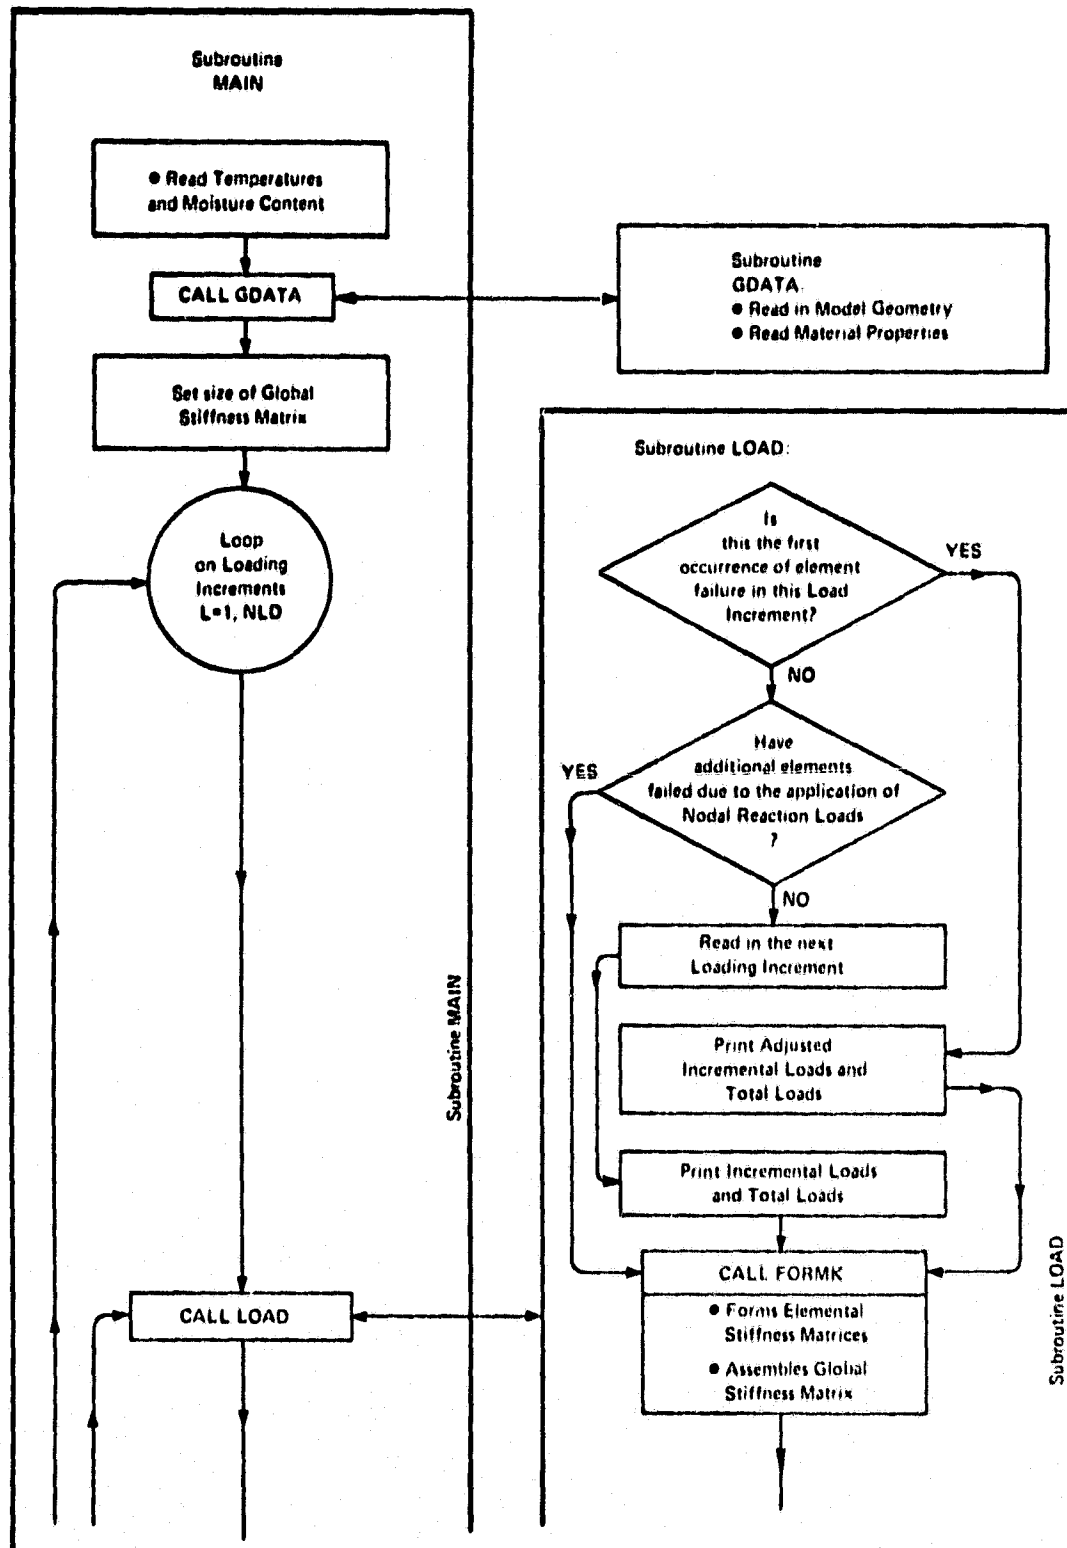 Subroutine
MAIN
● Read Temperatures
and Moisture Content
CALL GDATA
Set size of Global
Stiffness Matrix
Loop
on Loading
Increments
L=1, NLD
CALL LOAD
Subroutine MAIN
Subroutine
GDATA:
● Read in Model Geometry
● Read Material Properties
Subroutine LOAD:
Is
this the first
occurrence of element
failure in this Load
Increment?
YES
NO
Have
additional elements
failed due to the application of
Nodal Reaction Loads
?
YES
NO
Read in the next
Loading Increment
Print Adjusted
Incremental Loads and
Total Loads
Print Incremental Loads
and Total Loads
CALL FORMK
● Forms Elemental
Stiffness Matrices
● Assembles Global
Stiffness Matrix
Subroutine LOAD